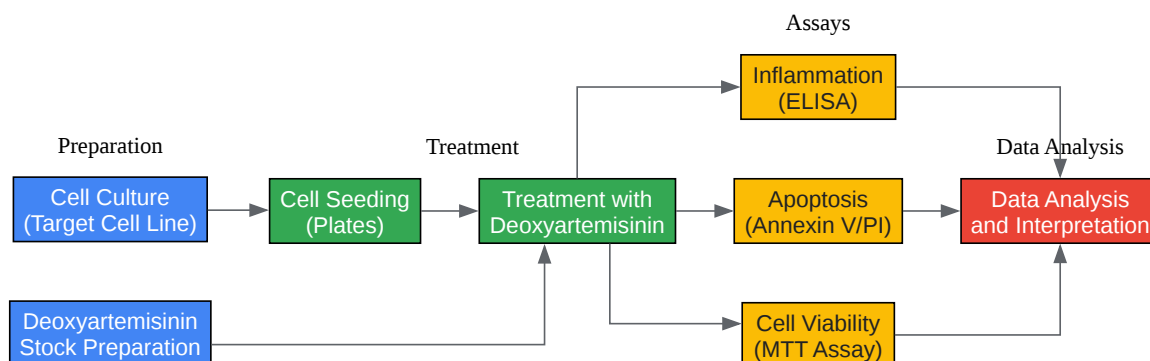 Assays
Inflammation
(ELISA)
Preparation
Treatment
Data Analysis
Cell Culture
(Target Cell Line)
Cell Seeding
(Plates)
Treatment with
Deoxyartemisinin
Apoptosis
(Annexin V/PI)
Data Analysis
and Interpretation
Deoxyartemisinin
Stock Preparation
Cell Viability
(MTT Assay)